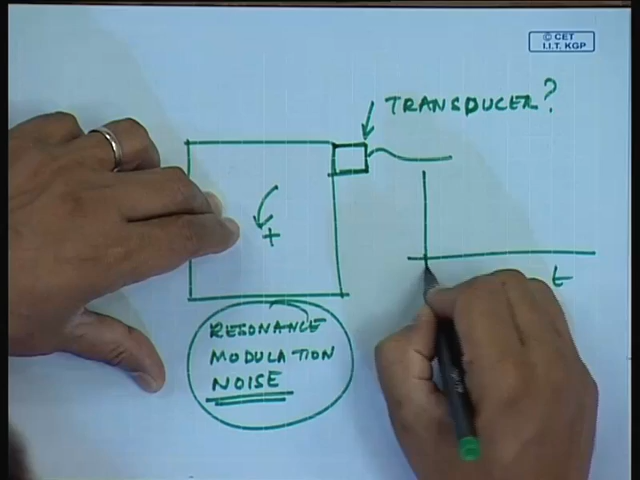 © CET
I.I.T. KGP
TRANSDUCER?
+
t
RESONANCE
MODULATION
NOISE